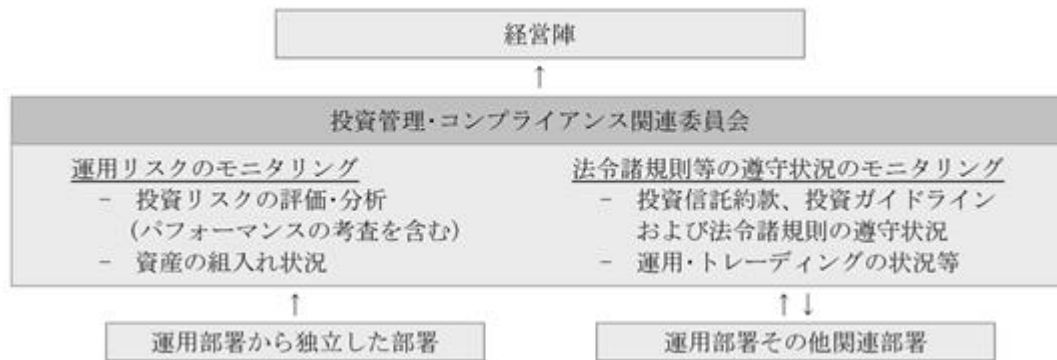 経営陣
↑
投資管理・コンプライアンス関連委員会
運用リスクのモニタリング
− 投資リスクの評価・分析
(パフォーマンスの考査を含む)
− 資産の組入れ状況
法令諸規則等の遵守状況のモニタリング
− 投資信託約款、投資ガイドライン
および法令諸規則の遵守状況
− 運用・トレーディングの状況等
↑
↑ ↓
運用部署から独立した部署
運用部署その他関連部署